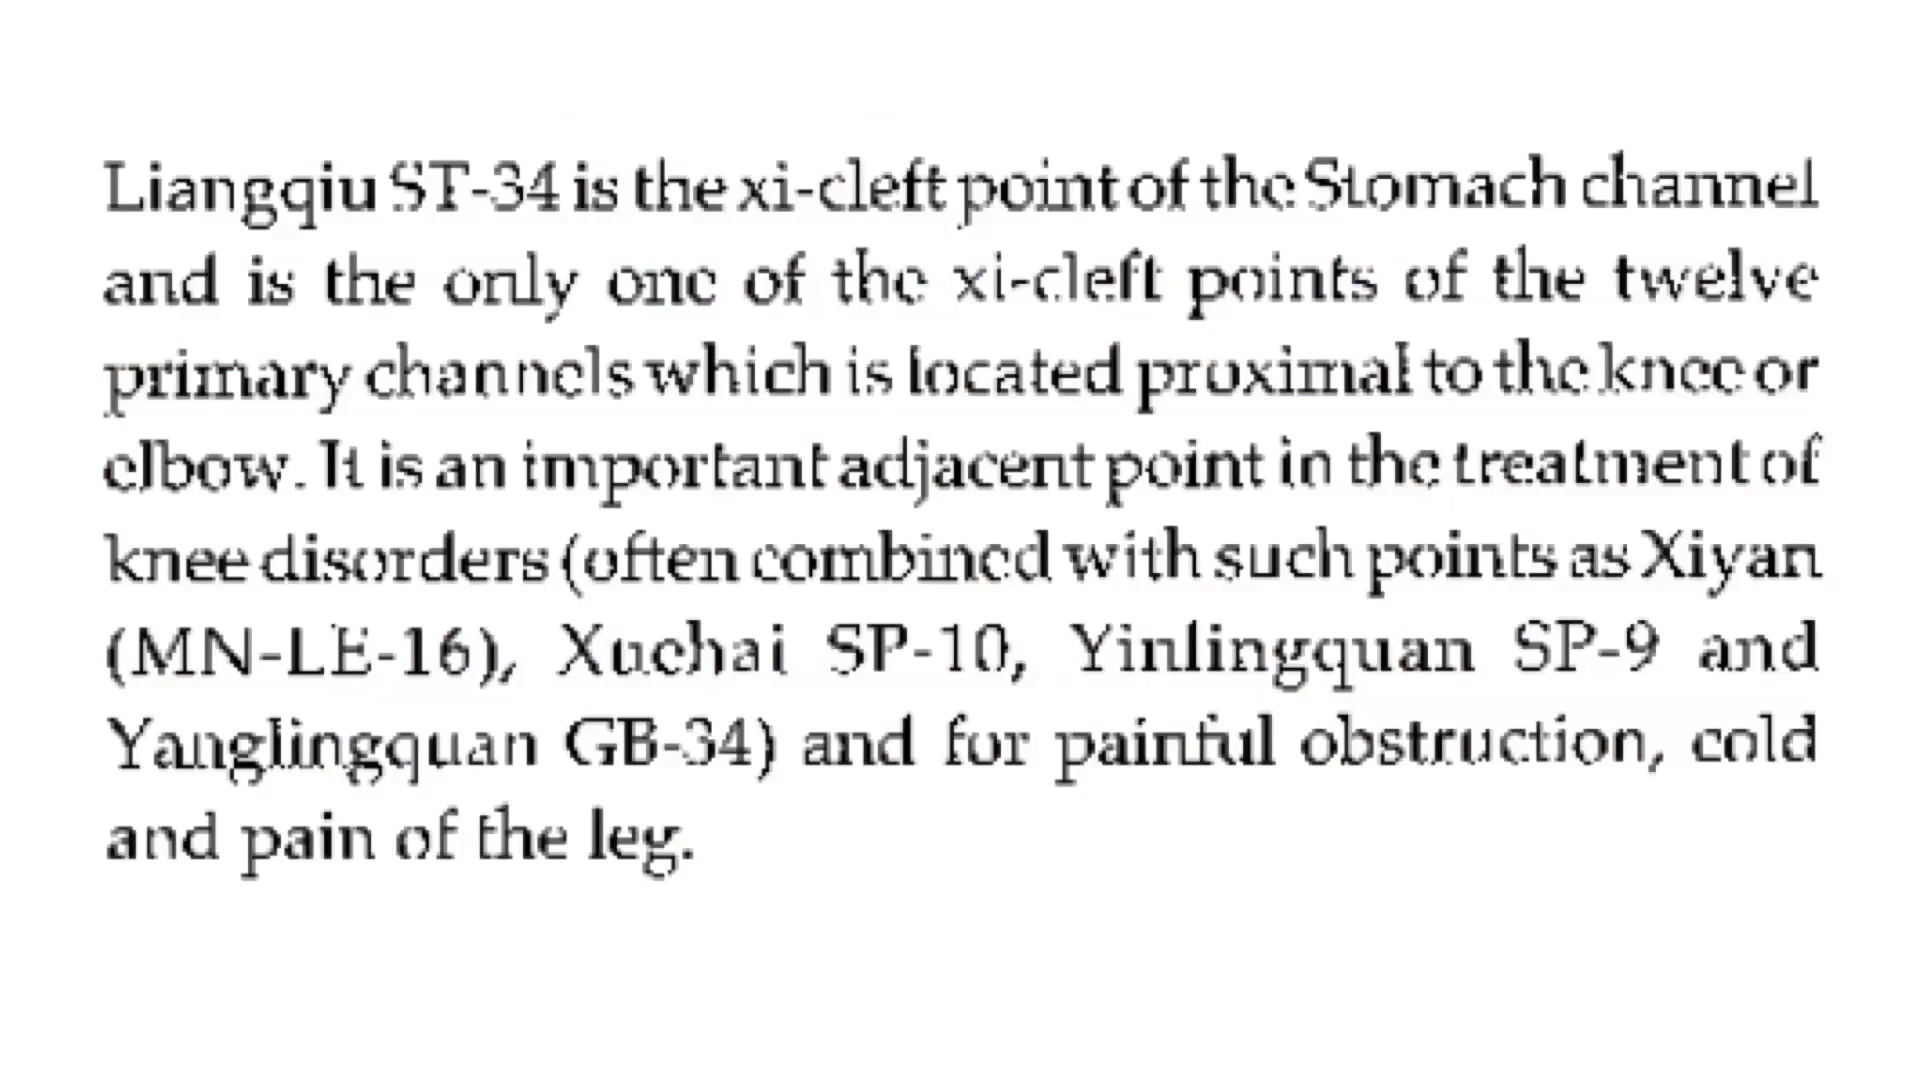 Liangqiu ST-34 is the xi-cleft point of the Stomach channel
and is the only one of the xi-cleft points of the twelve
primary channels which is located proximal to the knee or
elbow. It is an important adjacent point in the treatment of
knee disorders (often combined with such points as Xiyan
(MN-LE-16), Xuehai SP-10, Yinlingquan SP-9 and
Yanglingquan GB-34) and for painful obstruction, cold
and pain of the leg.